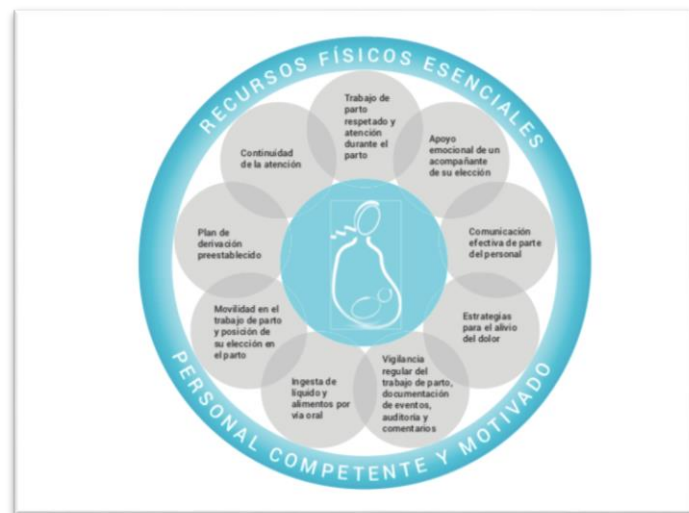 RECURSOS FÍSICOS ESENCIALES
Trabajo de
parto
respetado y
atención
durante el
parto
Apoyo
emocional de un
acompañante
de su elección
Comunicación
efectiva de parte
del personal
Estrategias
para el alivio
del dolor
Vigilancia
regular del
trabajo de parto,
documentación
de eventos,
auditoría y
comentarios
Ingesta de
líquido y
alimentos por
vía oral
Movilidad en el
trabajo de parto
y posición de
su elección en
el parto
Plan de
derivación
preestablecido
Continuidad
de la atención
PERSONAL COMPETENTE Y MOTIVADO